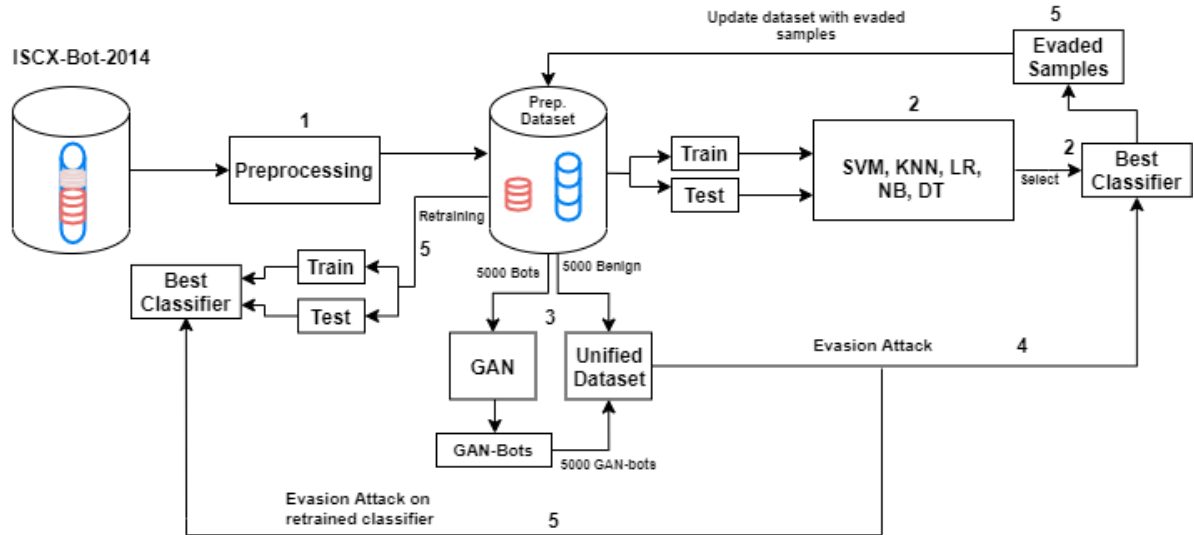 5
Update dataset with evaded
samples
Evaded
Samples
ISCX-Bot-2014
Prep.
Dataset
1
2
Preprocessing
Train
Test
SVM, KNN, LR,
NB, DT
2
Select
Best
Classifier
Retraining
5
5000 Bots
5000 Benign
Best
Classifier
Train
Test
3
GAN
Unified
Dataset
Evasion Attack
4
GAN-Bots
5000 GAN-bots
Evasion Attack on
retrained classifier
5